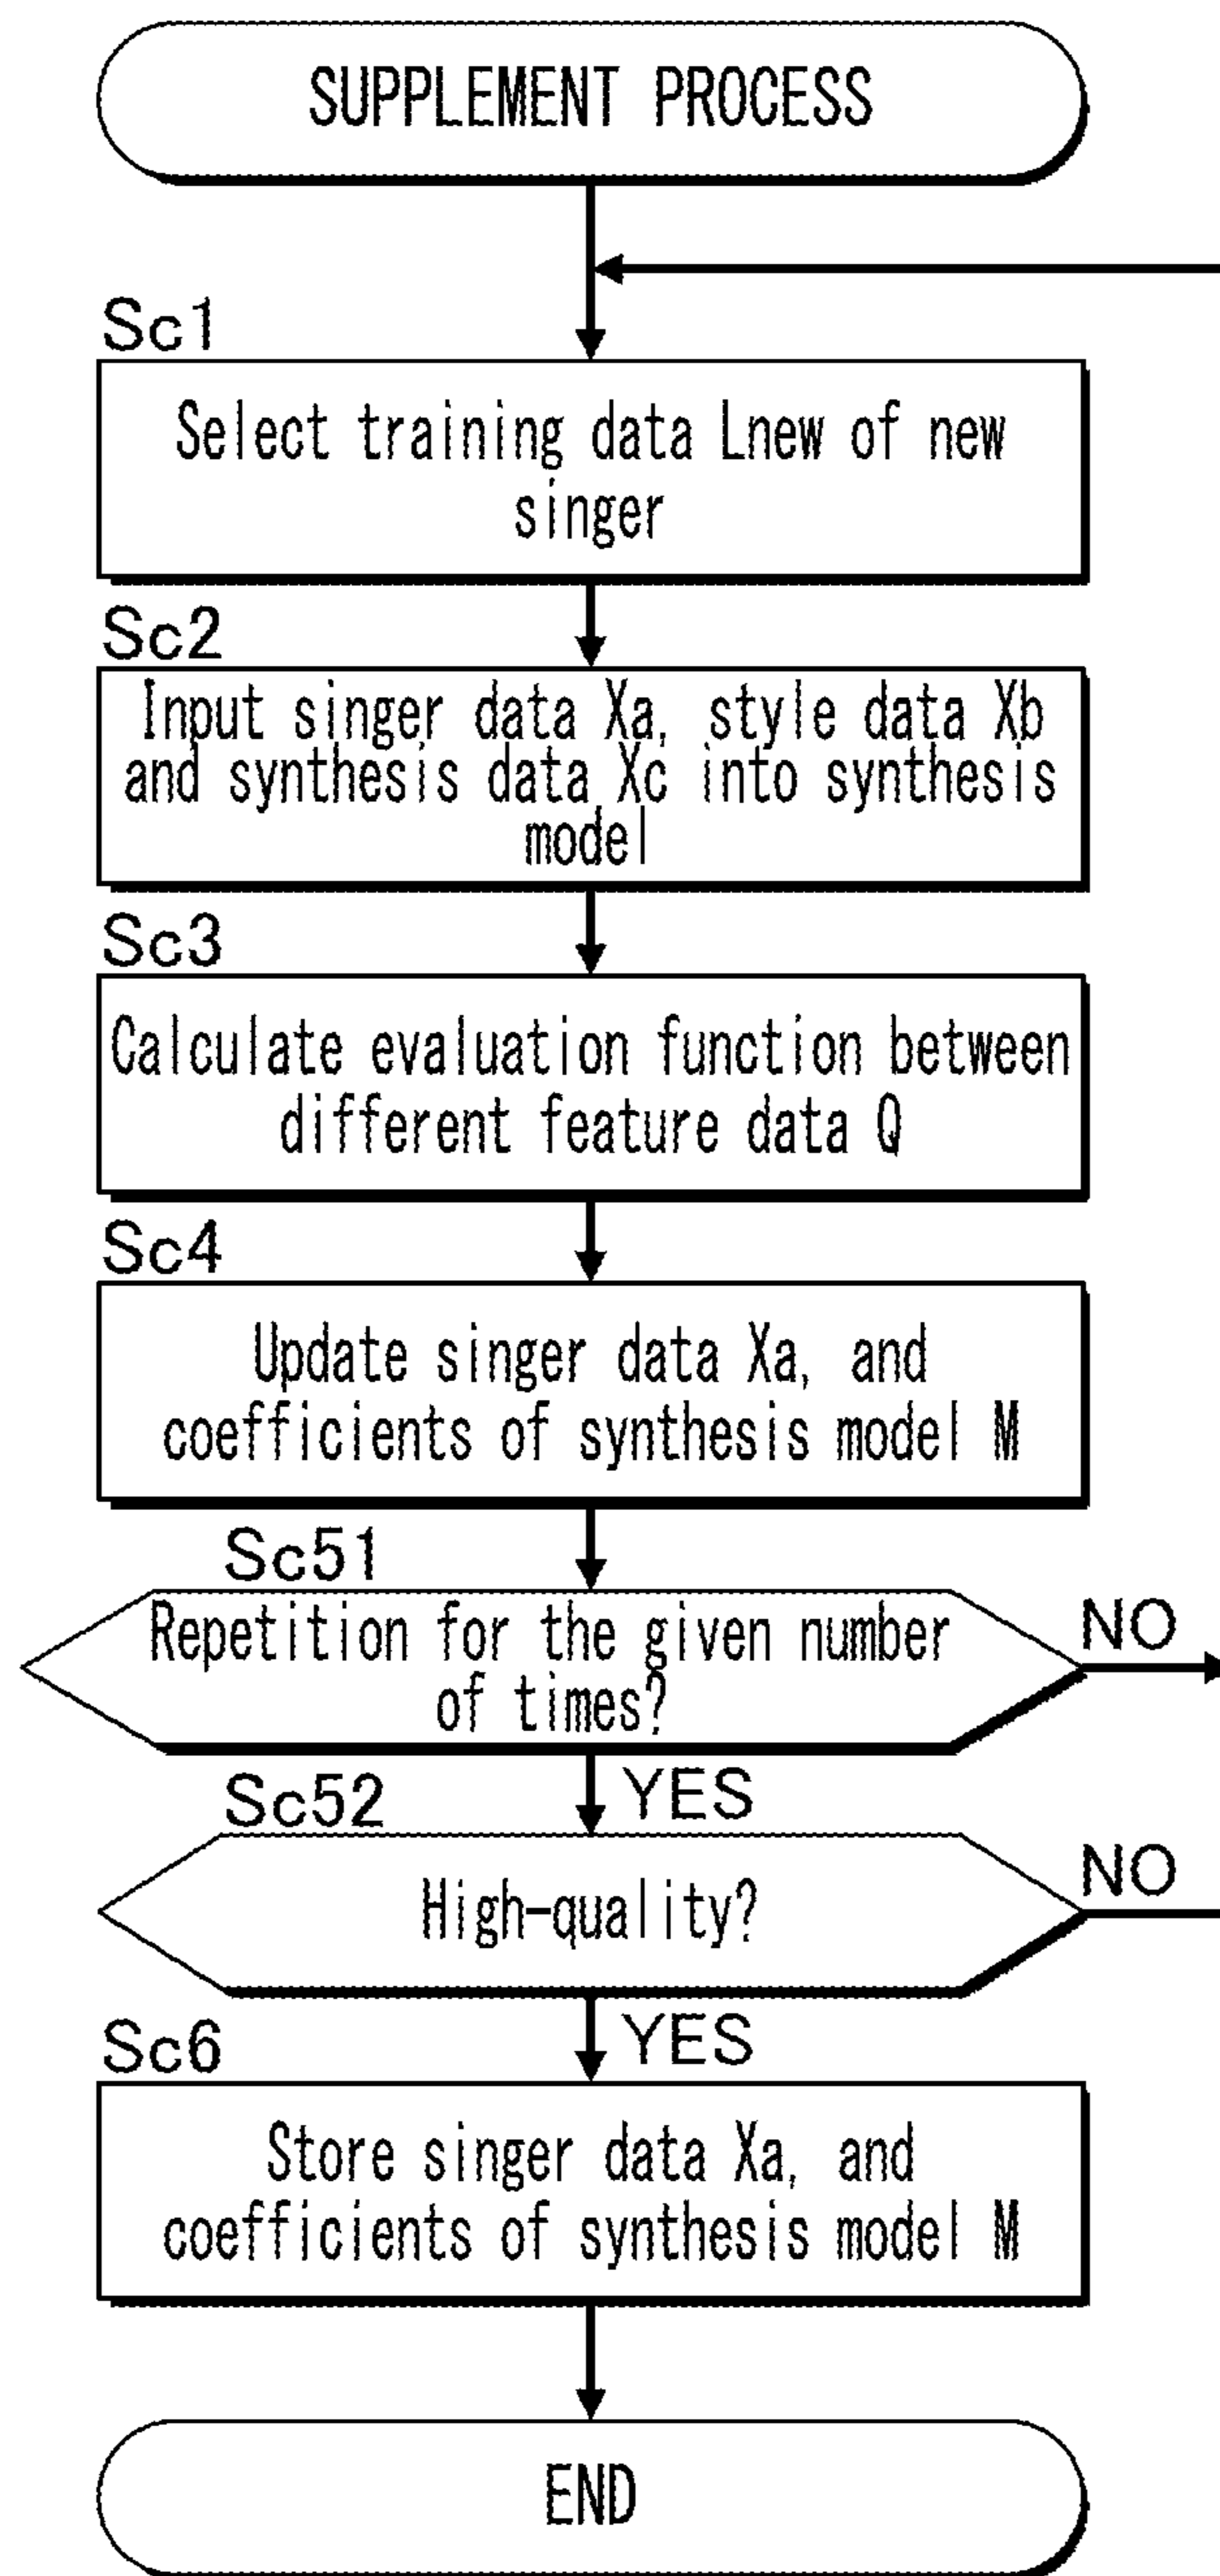 SUPPLEMENT PROCESS
Sc1
Select training data Lnew of new
singer
Sc2
Input singer data Xa, style data Xb
and synthesis data Xc into synthesis
model
Sc3
Calculate evaluation function between
different feature data Q
Sc4
Update singer data Xa, and
coefficients of synthesis model M
Sc51
Repetition for the given number
of times?
NO
YES
Sc52
High-quality?
NO
YES
Sc6
Store singer data Xa, and
coefficients of synthesis model M
END